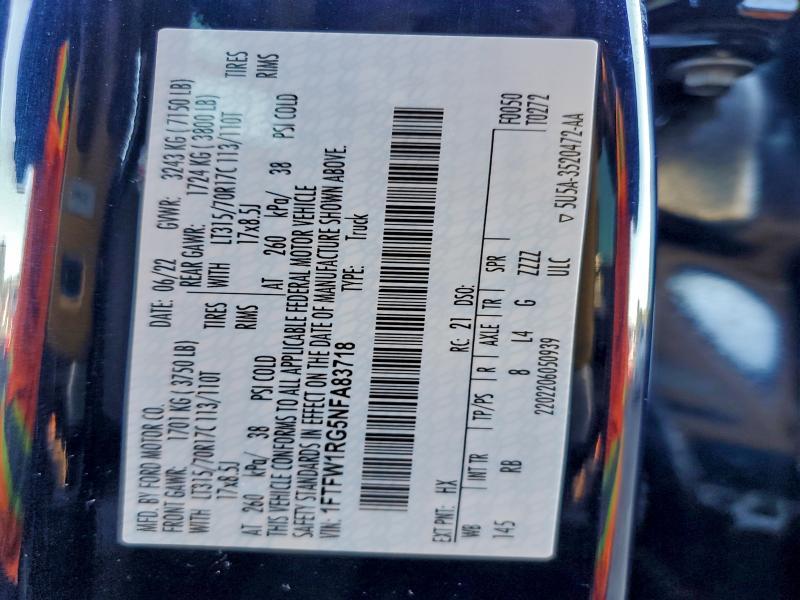 MFD. BY FORD MOTOR CO. DATE: 06/22 GVWR: 3243 KG ( 7150 LB)
FRONT GAWR: 1701 KG ( 3750 LB) REAR GAWR: 1724 KG ( 3800 LB)
WITH LT315/70R17C 113/110T TIRES WITH LT315/70R17C 113/110T TIRES
17x8.5J RIMS 17x8.5J RIMS
AT 260 kPa/ 38 PSI COLD AT 260 kPa/ 38 PSI COLD
THIS VEHICLE CONFORMS TO ALL APPLICABLE FEDERAL MOTOR VEHICLE
SAFETY STANDARDS IN EFFECT ON THE DATE OF MANUFACTURE SHOWN ABOVE.
VIN: 1FTFW1RG5NFA83718 TYPE: Truck
EXT PNT: HX RC: 21 DSO: F0050
WB INT TR TP/PS R AXLE TR SPR T0272
145 RB 8 L4 G ZZZZ
2202206050939 ULC ▽ 5U5A-3520472-AA